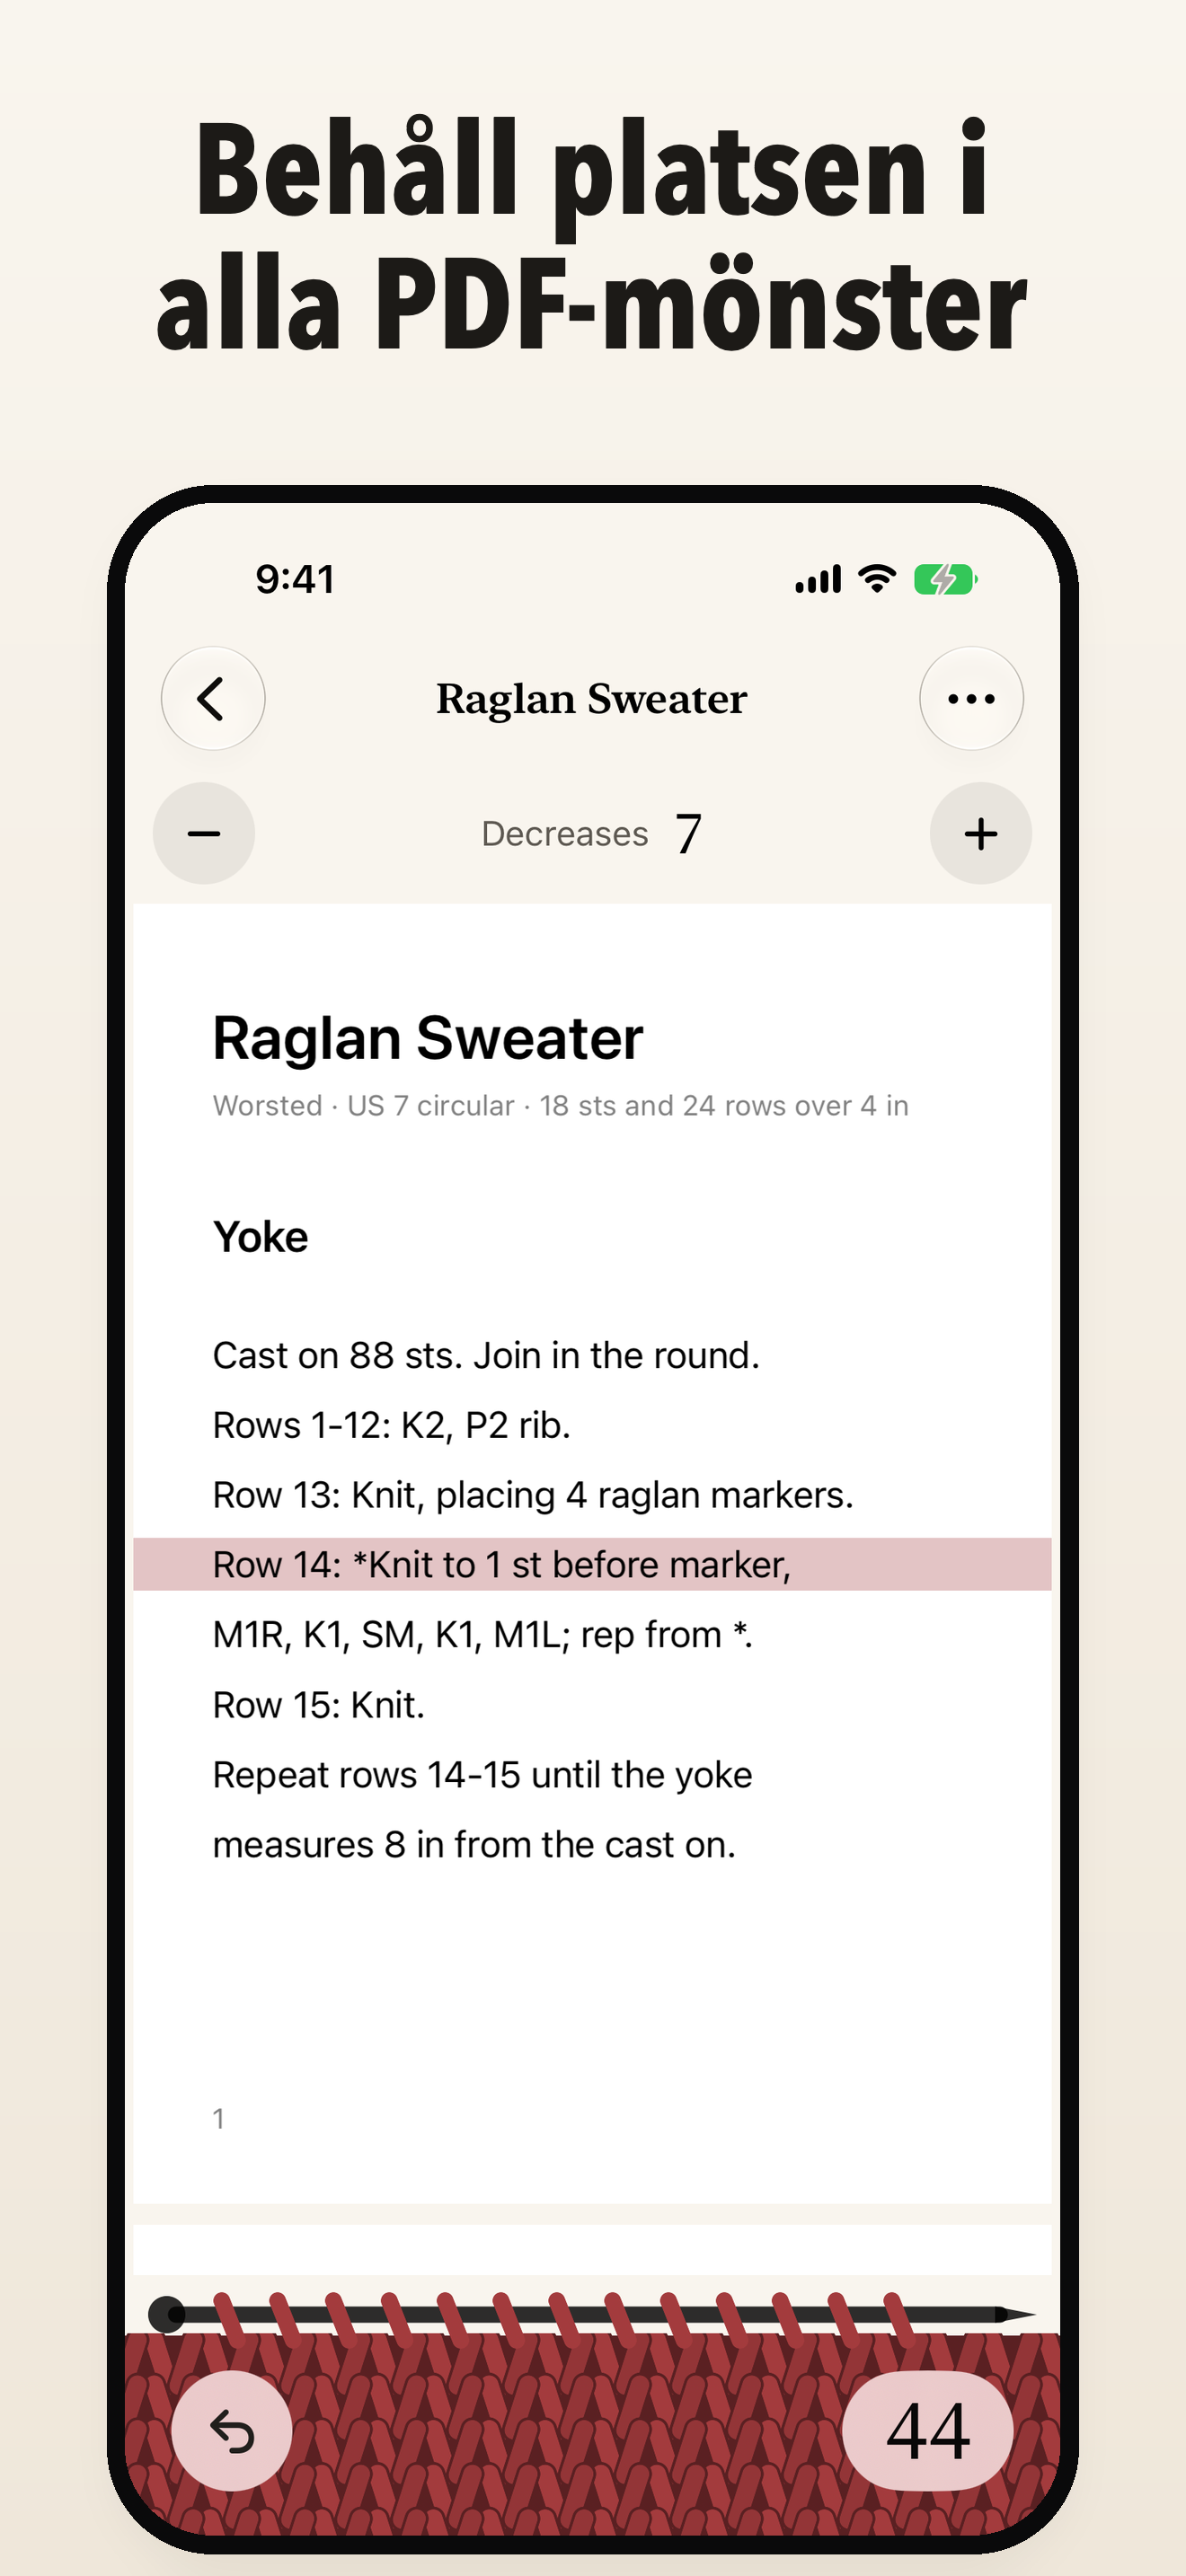 Behåll platsen i
alla PDF-mönster
9:41
Raglan Sweater
Decreases 7
Raglan Sweater
Worsted · US 7 circular · 18 sts and 24 rows over 4 in
Yoke
Cast on 88 sts. Join in the round.
Rows 1-12: K2, P2 rib.
Row 13: Knit, placing 4 raglan markers.
Row 14: *Knit to 1 st before marker,
M1R, K1, SM, K1, M1L; rep from *.
Row 15: Knit.
Repeat rows 14-15 until the yoke
measures 8 in from the cast on.
1
44